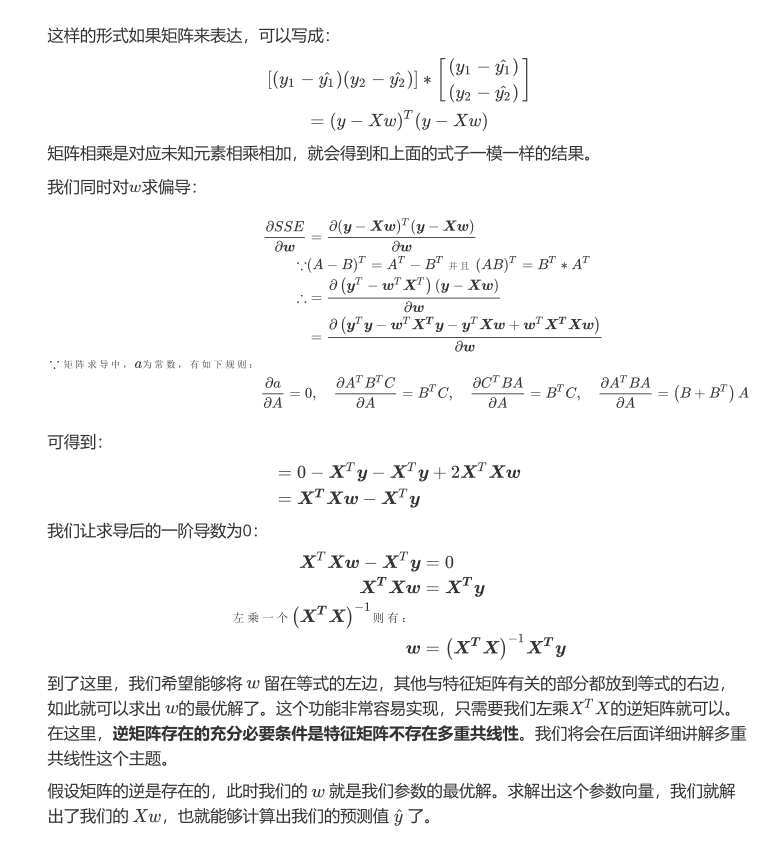 这样的形式如果矩阵来表达，可以写成：
$[(y_1 - \hat{y_1})(y_2 - \hat{y_2})] * \begin{bmatrix} (y_1 - \hat{y_1}) \\ (y_2 - \hat{y_2}) \end{bmatrix}$
$= (y - Xw)^T(y - Xw)$
矩阵相乘是对应未知元素相乘相加，就会得到和上面的式子一模一样的结果。
我们同时对$w$求偏导：
$\frac{\partial SSE}{\partial \boldsymbol{w}} = \frac{\partial (\boldsymbol{y} - \boldsymbol{Xw})^T(\boldsymbol{y} - \boldsymbol{Xw})}{\partial \boldsymbol{w}}$
$\because (A - B)^T = A^T - B^T$ 并且 $(AB)^T = B^T * A^T$
$\therefore = \frac{\partial (\boldsymbol{y}^T - \boldsymbol{w}^T\boldsymbol{X}^T)(\boldsymbol{y} - \boldsymbol{Xw})}{\partial \boldsymbol{w}}$
$= \frac{\partial (\boldsymbol{y}^T\boldsymbol{y} - \boldsymbol{w}^T\boldsymbol{X^T}\boldsymbol{y} - \boldsymbol{y}^T\boldsymbol{Xw} + \boldsymbol{w}^T\boldsymbol{X^T}\boldsymbol{Xw})}{\partial \boldsymbol{w}}$
$\because$ 矩阵求导中，$\boldsymbol{a}$为常数，有如下规则：
$\frac{\partial a}{\partial A} = 0, \quad \frac{\partial A^TB^TC}{\partial A} = B^TC, \quad \frac{\partial C^TBA}{\partial A} = B^TC, \quad \frac{\partial A^TBA}{\partial A} = (B + B^T)A$
可得到：
$= 0 - \boldsymbol{X}^T\boldsymbol{y} - \boldsymbol{X}^T\boldsymbol{y} + 2\boldsymbol{X}^T\boldsymbol{Xw}$
$= \boldsymbol{X^T}\boldsymbol{Xw} - \boldsymbol{X}^T\boldsymbol{y}$
我们让求导后的一阶导数为0：
$\boldsymbol{X}^T\boldsymbol{Xw} - \boldsymbol{X}^T\boldsymbol{y} = 0$
$\boldsymbol{X^T}\boldsymbol{Xw} = \boldsymbol{X^T}\boldsymbol{y}$
左乘一个$(\boldsymbol{X^T}\boldsymbol{X})^{-1}$则有：
$\boldsymbol{w} = (\boldsymbol{X^T}\boldsymbol{X})^{-1}\boldsymbol{X^T}\boldsymbol{y}$
到了这里，我们希望能够将 $w$ 留在等式的左边，其他与特征矩阵有关的部分都放到等式的右边，
如此就可以求出 $w$的最优解了。这个功能非常容易实现，只需要我们左乘$X^TX$的逆矩阵就可以。
在这里，逆矩阵存在的充分必要条件是特征矩阵不存在多重共线性。我们将会在后面详细讲解多重
共线性这个主题。
假设矩阵的逆是存在的，此时我们的 $w$ 就是我们参数的最优解。求解出这个参数向量，我们就解
出了我们的 $Xw$，也就能够计算出我们的预测值 $\hat{y}$ 了。